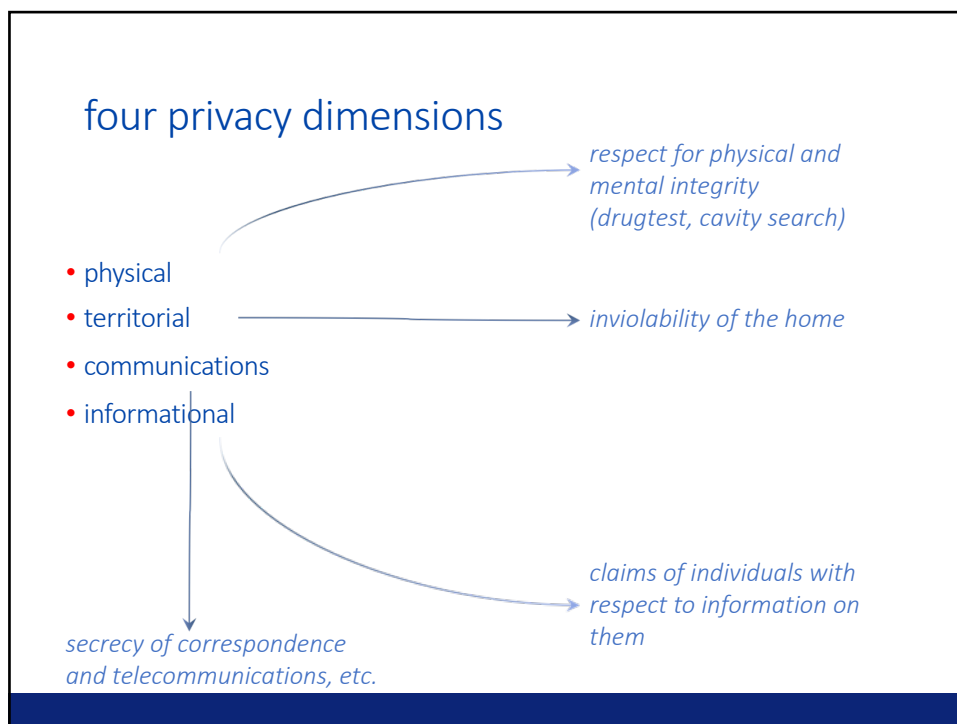 four privacy dimensions
respect for physical and
mental integrity
(drugtest, cavity search)
• physical
• territorial
inviolability of the home
• communications
• informational
claims of individuals with
respect to information on
them
secrecy of correspondence
and telecommunications, etc.